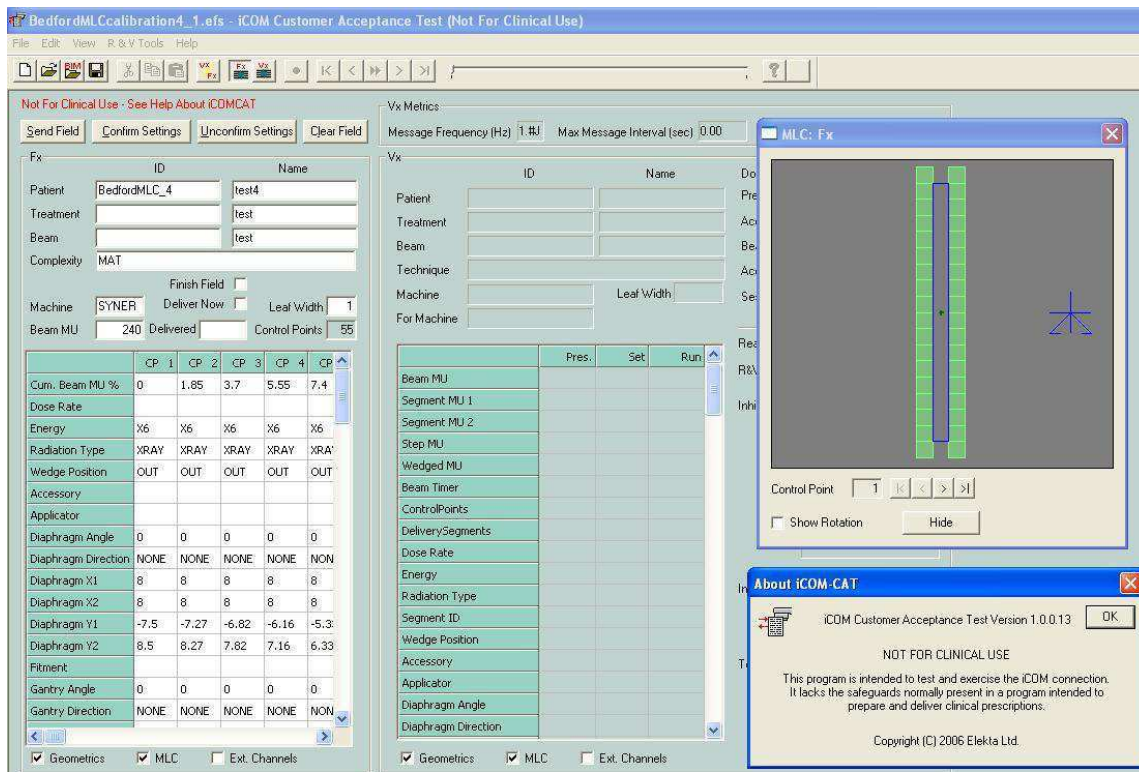 BedfordMLCcalibration4_1.efs - iCOM Customer Acceptance Test (Not For Clinical Use)
File Edit View R & V Tools Help
Not For Clinical Use - See Help About iCOMCAT
Send Field Confirm Settings Unconfirm Settings Clear Field
Fx
ID Name
Patient BedfordMLC_4 test4
Treatment test
Beam test
Complexity MAT
Finish Field
Machine SYNER Deliver Now Leaf Width 1
Beam MU 240 Delivered Control Points 55
CP 1 CP 2 CP 3 CP 4 CP
Cum. Beam MU % 0 1.85 3.7 5.55 7.4
Dose Rate
Energy X6 X6 X6 X6 X6
Radiation Type XRAY XRAY XRAY XRAY XRA
Wedge Position OUT OUT OUT OUT OUT
Accessory
Applicator
Diaphragm Angle 0 0 0 0 0
Diaphragm Direction NONE NONE NONE NONE NON
Diaphragm X1 8 8 8 8 8
Diaphragm X2 8 8 8 8 8
Diaphragm Y1 -7.5 -7.27 -6.82 -6.16 -5.3
Diaphragm Y2 8.5 8.27 7.82 7.16 6.33
Fitment
Gantry Angle 0 0 0 0 0
Gantry Direction NONE NONE NONE NONE NON
Geometrics MLC Ext. Channels
Vx Metrics
Message Frequency (Hz) 1.#J Max Message Interval (sec) 0.00
Vx
ID Name
Patient
Treatment
Beam
Technique
Machine Leaf Width
For Machine
Pres. Set Run
Beam MU
Segment MU 1
Segment MU 2
Step MU
Wedged MU
Beam Timer
ControlPoints
DeliverySegments
Dose Rate
Energy
Radiation Type
Segment ID
Wedge Position
Accessory
Applicator
Diaphragm Angle
Diaphragm Direction
Geometrics MLC Ext. Channels
Do
Pre
Acc
Be
Acc
Se
Rea
R&V
Inhi
In
T
MLC: Fx
Control Point 1
Show Rotation Hide
About iCOM-CAT
iCOM Customer Acceptance Test Version 1.0.0.13 OK
NOT FOR CLINICAL USE
This program is intended to test and exercise the iCOM connection.
It lacks the safeguards normally present in a program intended to
prepare and deliver clinical prescriptions.
Copyright (C) 2006 Elekta Ltd.